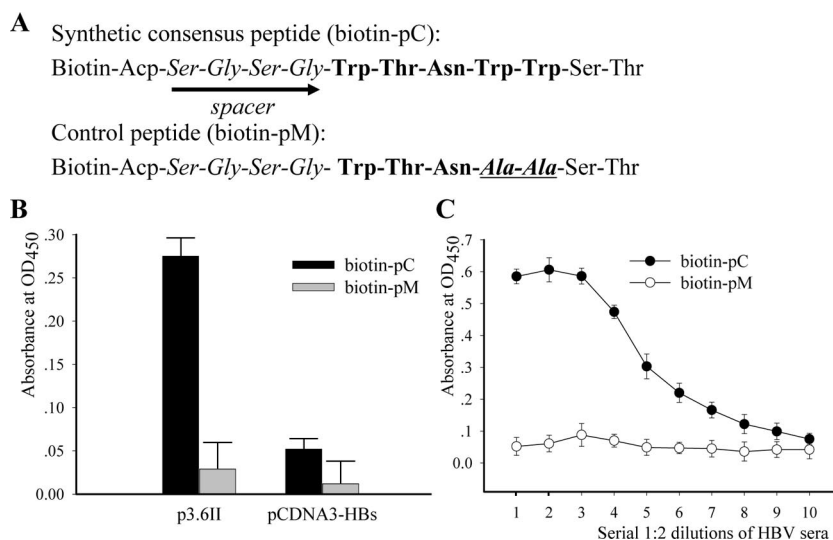 A
Synthetic consensus peptide (biotin-pC):
Biotin-Acp-Ser-Gly-Ser-Gly-Trp-Thr-Asn-Trp-Trp-Ser-Thr
spacer
Control peptide (biotin-pM):
Biotin-Acp-Ser-Gly-Ser-Gly- Trp-Thr-Asn-Ala-Ala-Ser-Thr
B
Absorbance at OD450
.30
.20
.10
.05
.00
biotin-pC
biotin-pM
p3.6II
pCDNA3-HBs
C
Absorbance at OD450
.7
.6
.5
.4
.3
.2
.1
0.0
biotin-pC
biotin-pM
1 2 3 4 5 6 7 8 9 10
Serial 1:2 dilutions of HBV sera